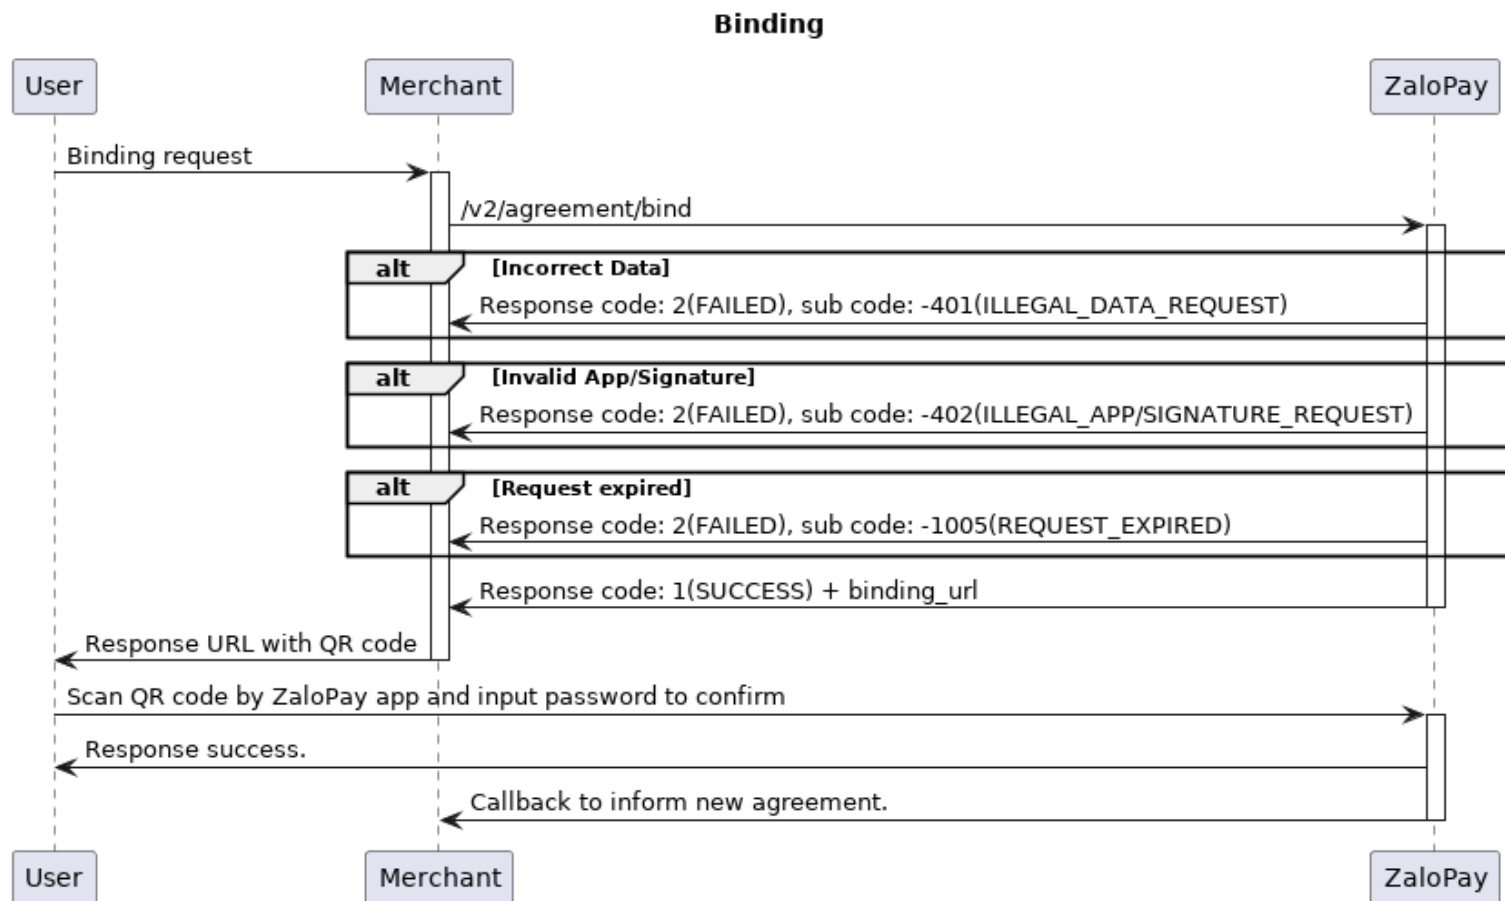 Binding
User
Merchant
ZaloPay
Binding request
/v2/agreement/bind
alt [Incorrect Data]
Response code: 2(FAILED), sub code: -401(ILLEGAL_DATA_REQUEST)
alt [Invalid App/Signature]
Response code: 2(FAILED), sub code: -402(ILLEGAL_APP/SIGNATURE_REQUEST)
alt [Request expired]
Response code: 2(FAILED), sub code: -1005(REQUEST_EXPIRED)
Response code: 1(SUCCESS) + binding_url
Response URL with QR code
Scan QR code by ZaloPay app and input password to confirm
Response success.
Callback to inform new agreement.
User
Merchant
ZaloPay